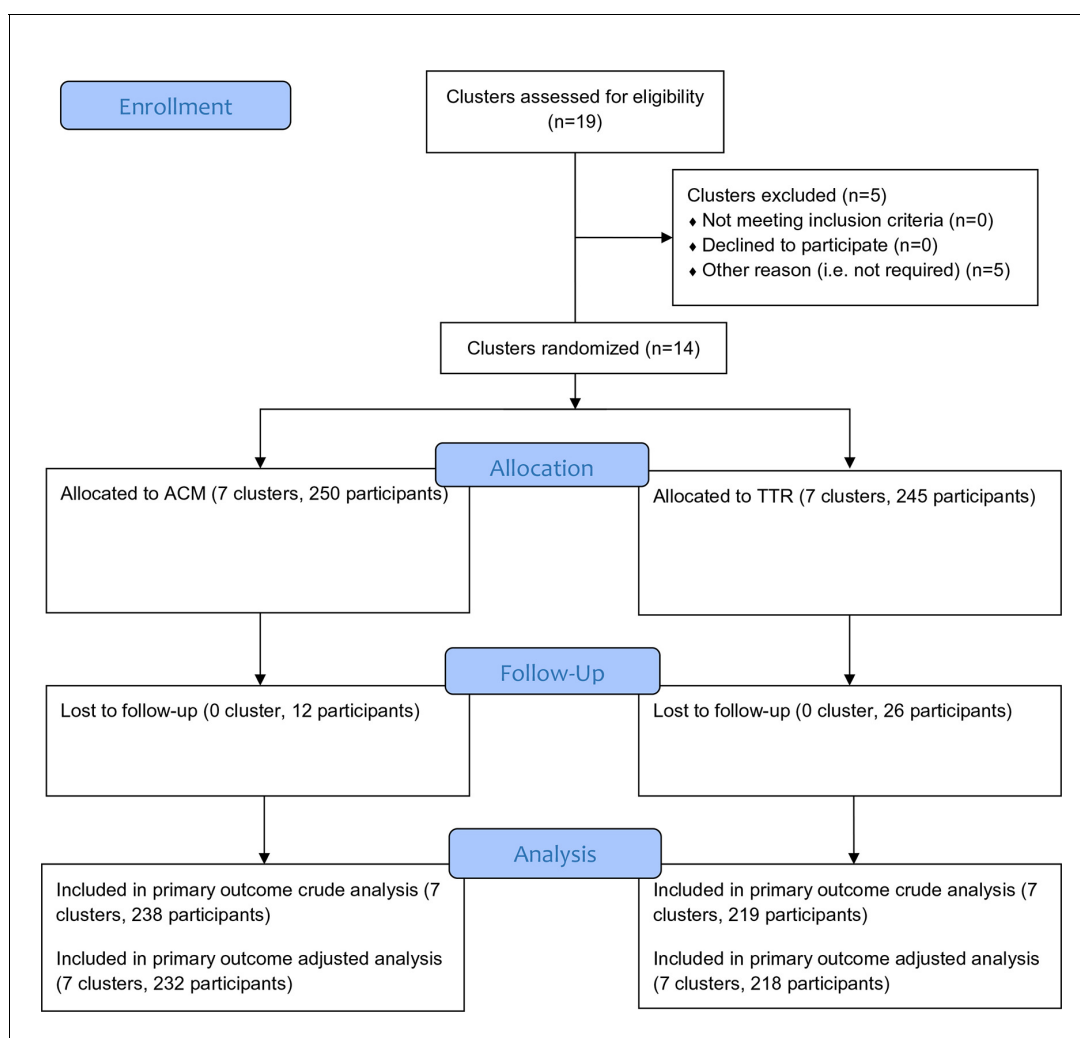 Enrollment
Clusters assessed for eligibility
(n=19)
Clusters excluded (n=5)
♦ Not meeting inclusion criteria (n=0)
♦ Declined to participate (n=0)
♦ Other reason (i.e. not required) (n=5)
Clusters randomized (n=14)
Allocation
Allocated to ACM (7 clusters, 250 participants)
Allocated to TTR (7 clusters, 245 participants)
Follow-Up
Lost to follow-up (0 cluster, 12 participants)
Lost to follow-up (0 cluster, 26 participants)
Analysis
Included in primary outcome crude analysis (7
clusters, 238 participants)
Included in primary outcome adjusted analysis
(7 clusters, 232 participants)
Included in primary outcome crude analysis (7
clusters, 219 participants)
Included in primary outcome adjusted analysis
(7 clusters, 218 participants)